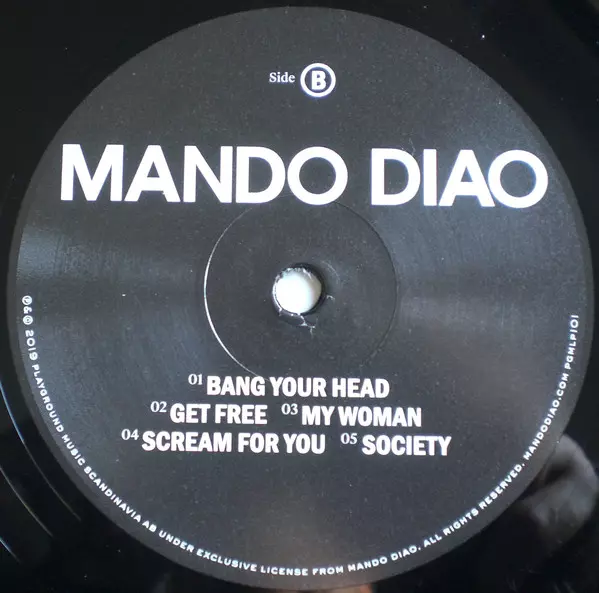 Side B
MANDO DIAO
01 BANG YOUR HEAD
02 GET FREE 03 MY WOMAN
04 SCREAM FOR YOU 05 SOCIETY
℗&© 2019 PLAYGROUND MUSIC SCANDINAVIA AB UNDER EXCLUSIVE LICENSE FROM MANDO DIAO. ALL RIGHTS RESERVED. MANDODIAO.COM PGMLP101